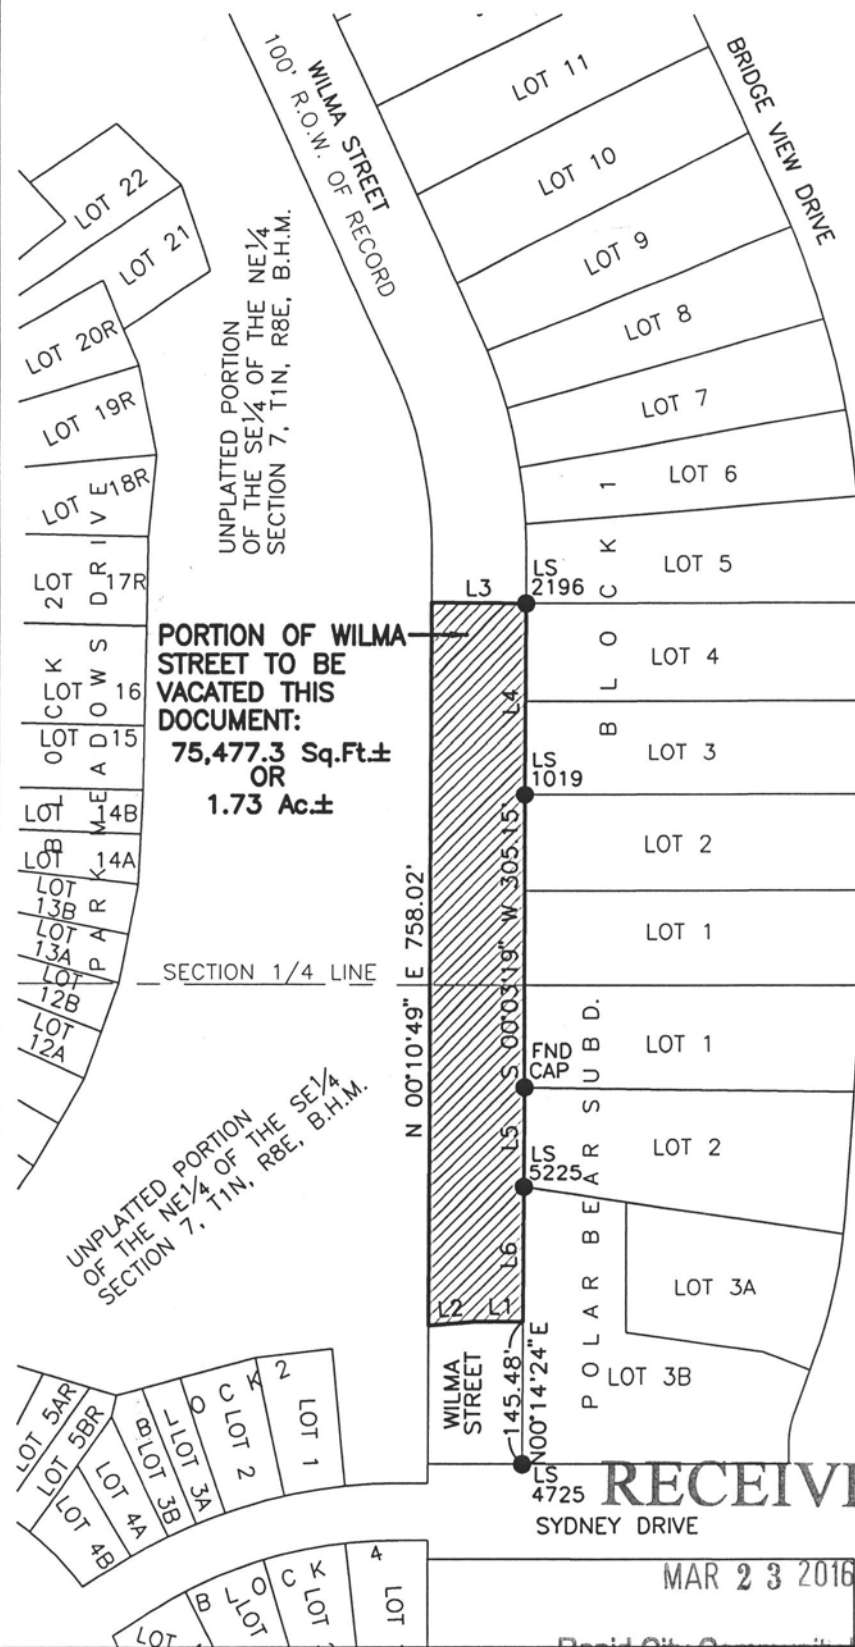 WILMA STREET
100' R.O.W. OF RECORD
BRIDGE VIEW DRIVE
LOT 11
LOT 10
LOT 9
LOT 8
LOT 7
LOT 6
LOT 5
LOT 4
LOT 3
LOT 2
LOT 1
BLOCK 1
LOT 22
LOT 21
LOT 20R
LOT 19R
LOT 18R
LOT 17R
LOT 16
LOT 15
LOT 14B
LOT 14A
LOT
13B
LOT
13A
LOT
12B
LOT
12A
BLOCK 2
PARK MEADOWS DRIVE
UNPLATTED PORTION
OF THE SE1/4 OF THE NE1/4
SECTION 7, T1N, R8E, B.H.M.
L3
LS
2196
PORTION OF WILMA
STREET TO BE
VACATED THIS
DOCUMENT:
75,477.3 Sq.Ft.±
OR
1.73 Ac.±
L4
LS
1019
S 00°03'19" W 305.15'
N 00°10'49" E 758.02'
SECTION 1/4 LINE
FND
CAP
L5
LS
5225
L6
L2 L1
LOT 1
LOT 2
LOT 3A
LOT 3B
POLAR BEAR SUBD.
UNPLATTED PORTION
OF THE NE1/4 OF THE SE1/4
SECTION 7, T1N, R8E, B.H.M.
WILMA
STREET
145.48'
N00°14'24"E
LS
4725
SYDNEY DRIVE
LOT 5AR
LOT 5BR
LOT 4B
LOT 4A
LOT 3B
LOT 3A
LOT 2
LOT 1
BLOCK 2
BLOCK 4
LOT
LOT
LOT
LOT
RECEIV
MAR 23 2016